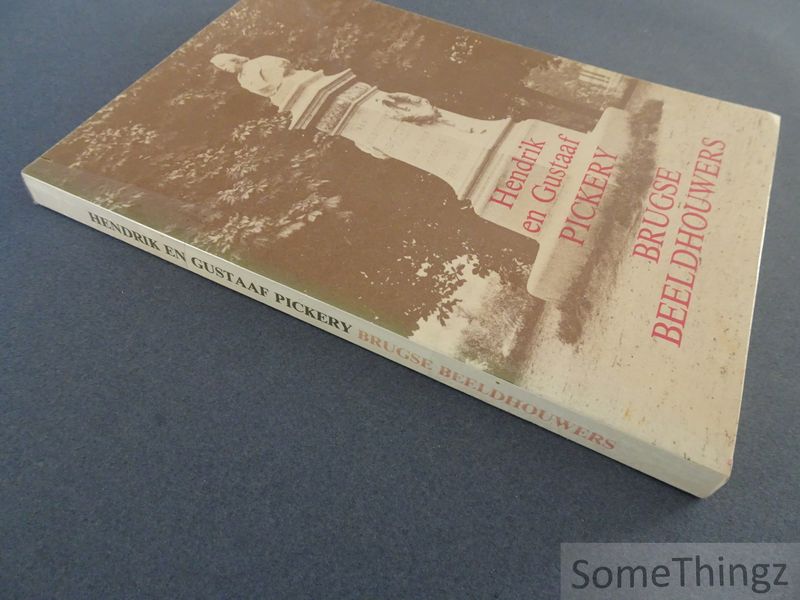 Hendrik
en Gustaaf
PICKERY
BRUGSE
BEELDHOUWERS
HENDRIK EN GUSTAAF PICKERY BRUGSE BEELDHOUWERS
SomeThingz